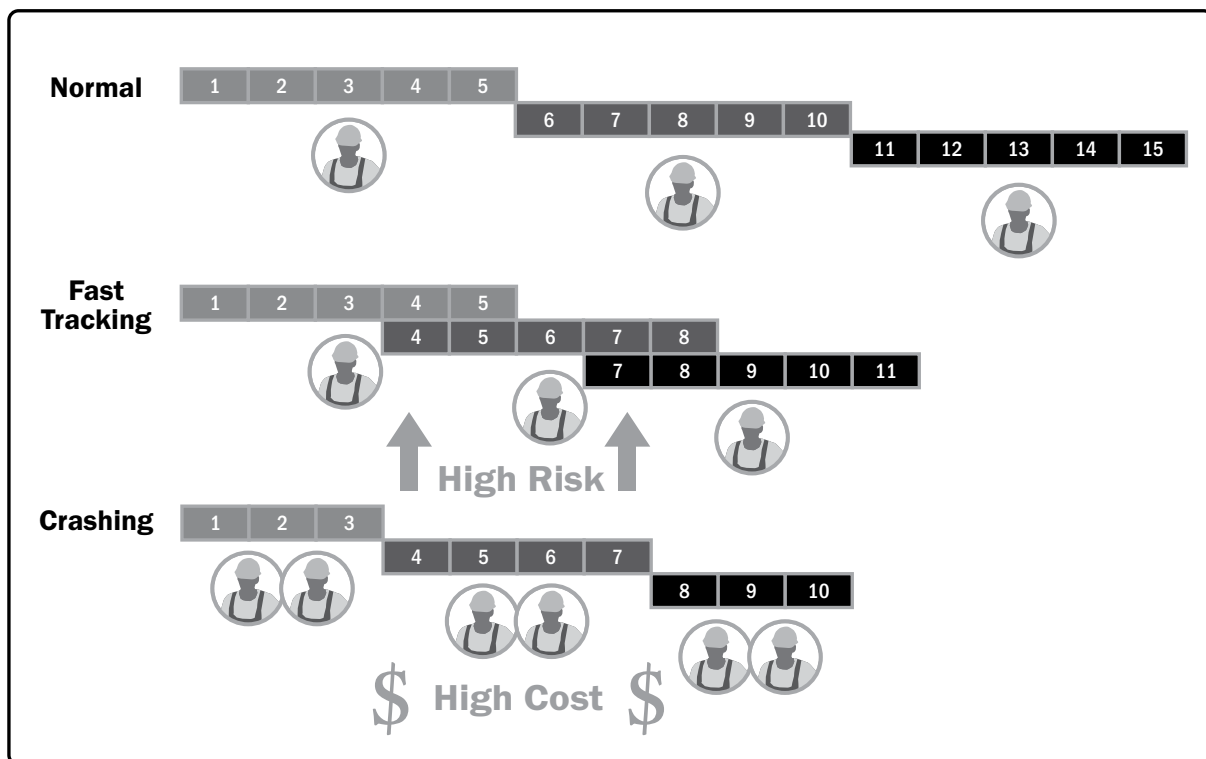 Normal
1 2 3 4 5
6 7 8 9 10
11 12 13 14 15
Fast
Tracking
1 2 3 4 5
4 5 6 7 8
7 8 9 10 11
High Risk
Crashing
1 2 3
4 5 6 7
8 9 10
$ High Cost $